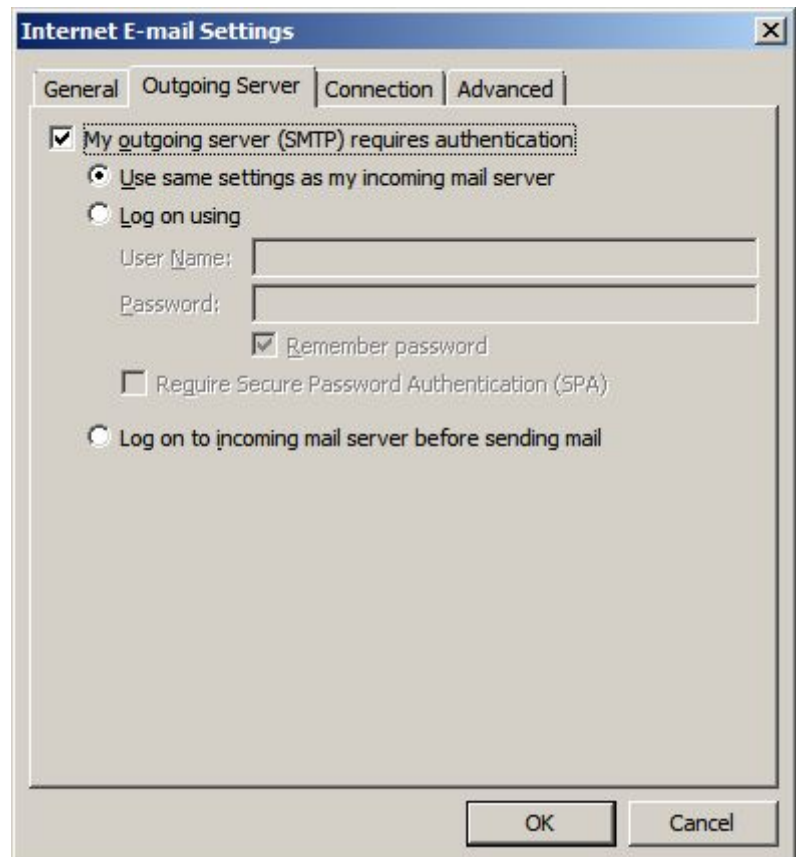 Internet E-mail Settings
General Outgoing Server Connection Advanced
My outgoing server (SMTP) requires authentication
Use same settings as my incoming mail server
Log on using
User Name:
Password:
Remember password
Require Secure Password Authentication (SPA)
Log on to incoming mail server before sending mail
OK Cancel